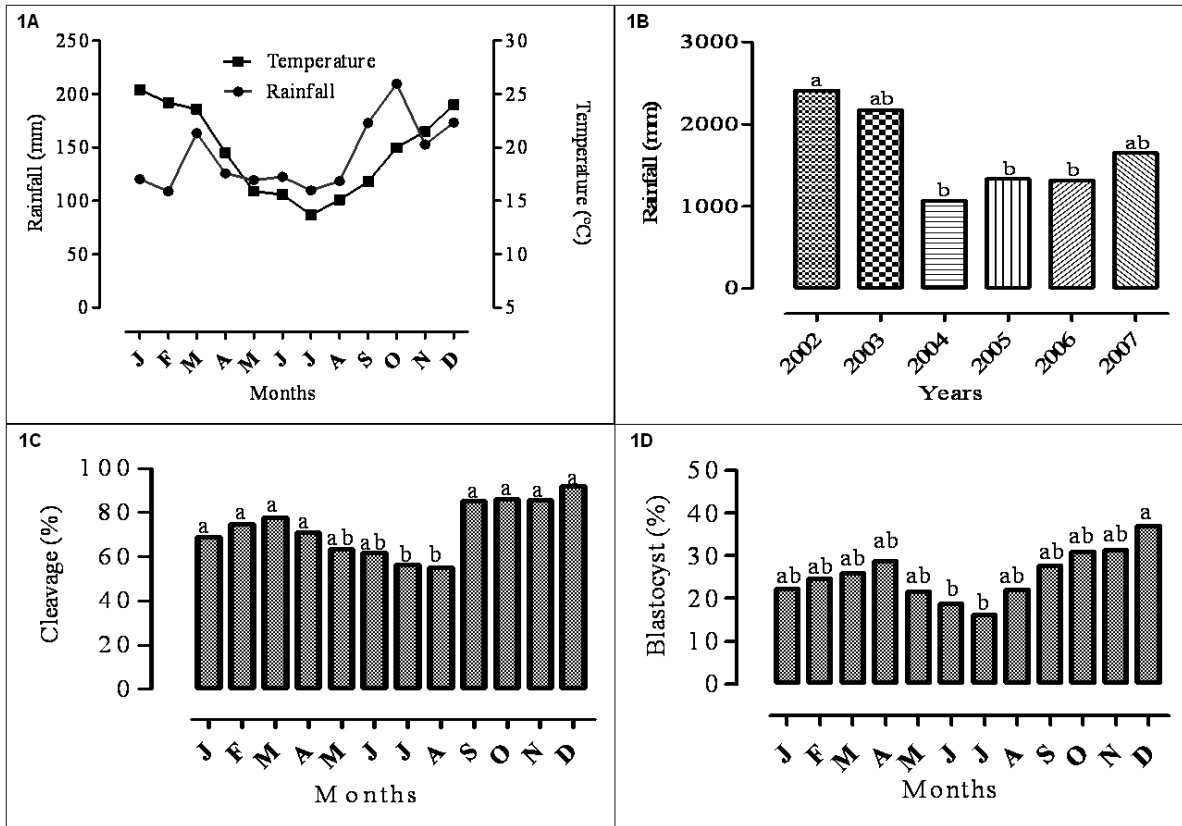 1A
250
200
150
100
50
0
Rainfall (mm)
Temperature
Rainfall
30
25
20
15
10
5
Temperature (°C)
J F M A M J J A S O N D
Months
1B
3000
2000
1000
0
Rainfall (mm)
a ab b b b ab
2002 2003 2004 2005 2006 2007
Years
1C
100
80
60
40
20
0
Cleavage (%)
a a a a ab ab b b a a a a
J F M A M J J A S O N D
Months
1D
50
40
30
20
10
0
Blastocyst (%)
ab ab ab ab ab b b ab ab ab ab a
J F M A M J J A S O N D
Months